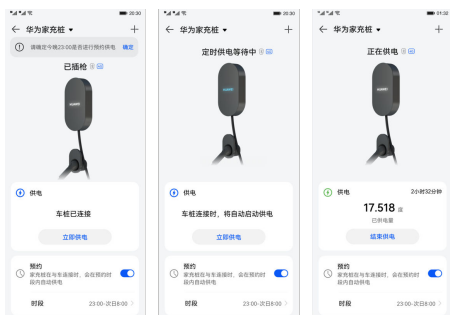 20:30
华为家充桩
请确定今晚23:00是否进行预约供电 确定
已插枪
HUAWEI
供电
车桩已连接
立即供电
预约
家充桩在与车连接时，会在预约时
段内自动供电
时段 23:00-次日8:00
20:30
华为家充桩
定时供电等待中
HUAWEI
供电
车桩连接时，将自动启动供电
立即供电
预约
家充桩在与车连接时，会在预约时
段内自动供电
时段 23:00-次日8:00
01:32
华为家充桩
正在供电
HUAWEI
供电 2小时32分钟
17.518 度
已供电量
结束供电
预约
家充桩在与车连接时，会在预约时
段内自动供电
时段 23:00-次日8:00